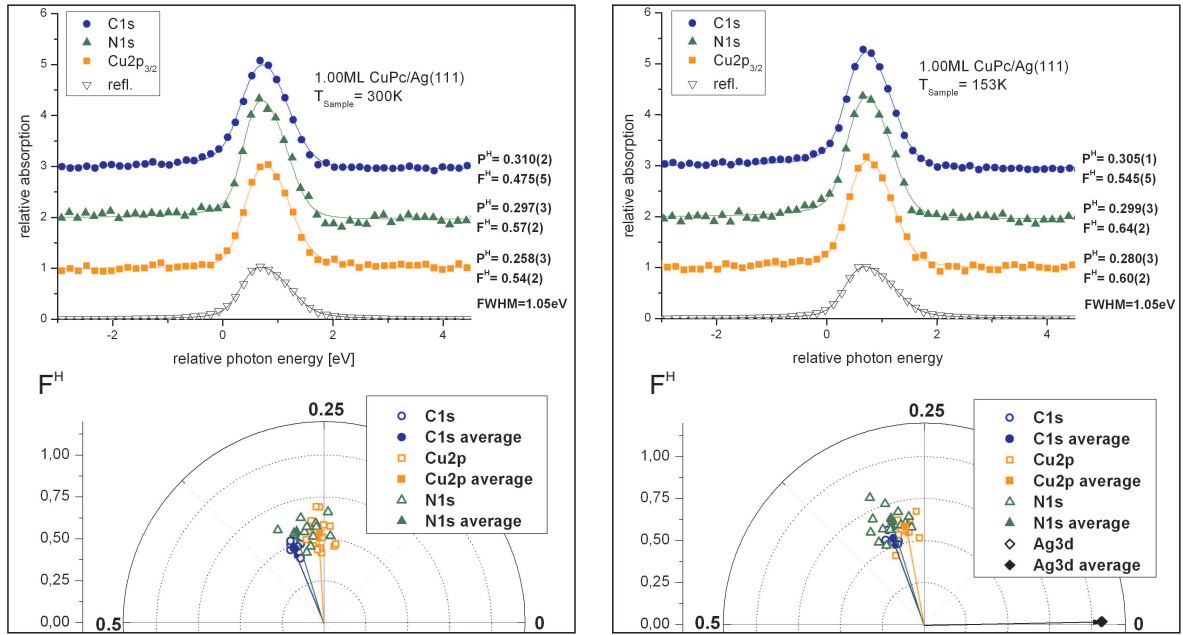 C1s
N1s
Cu2p3/2
refl.
1.00ML CuPc/Ag(111)
TSample= 300K
6
5
4
3
2
1
0
relative absorption
PH= 0.310(2)
FH= 0.475(5)
PH= 0.297(3)
FH= 0.57(2)
PH= 0.258(3)
FH= 0.54(2)
FWHM=1.05eV
-2
0
2
4
relative photon energy [eV]
FH
0.25
C1s
C1s average
Cu2p
Cu2p average
N1s
N1s average
1,00
0,75
0,50
0,25
0,00
0.5
0
C1s
N1s
Cu2p3/2
refl.
1.00ML CuPc/Ag(111)
TSample= 153K
6
5
4
3
2
1
0
relative absorption
PH= 0.305(1)
FH= 0.545(5)
PH= 0.299(3)
FH= 0.64(2)
PH= 0.280(3)
FH= 0.60(2)
FWHM=1.05eV
-2
0
2
4
relative photon energy
FH
0.25
C1s
C1s average
Cu2p
Cu2p average
N1s
N1s average
Ag3d
Ag3d average
1,00
0,75
0,50
0,25
0,00
0.5
0